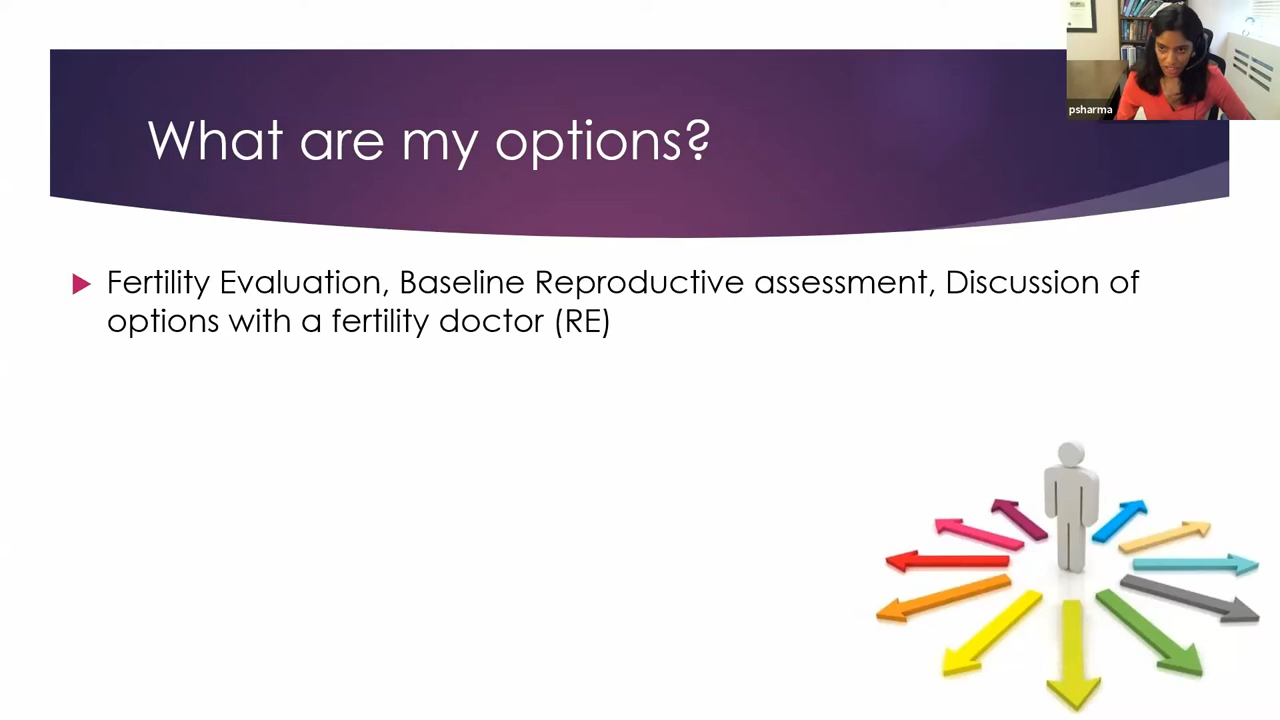 What are my options?
psharma
Fertility Evaluation, Baseline Reproductive assessment, Discussion of
options with a fertility doctor (RE)